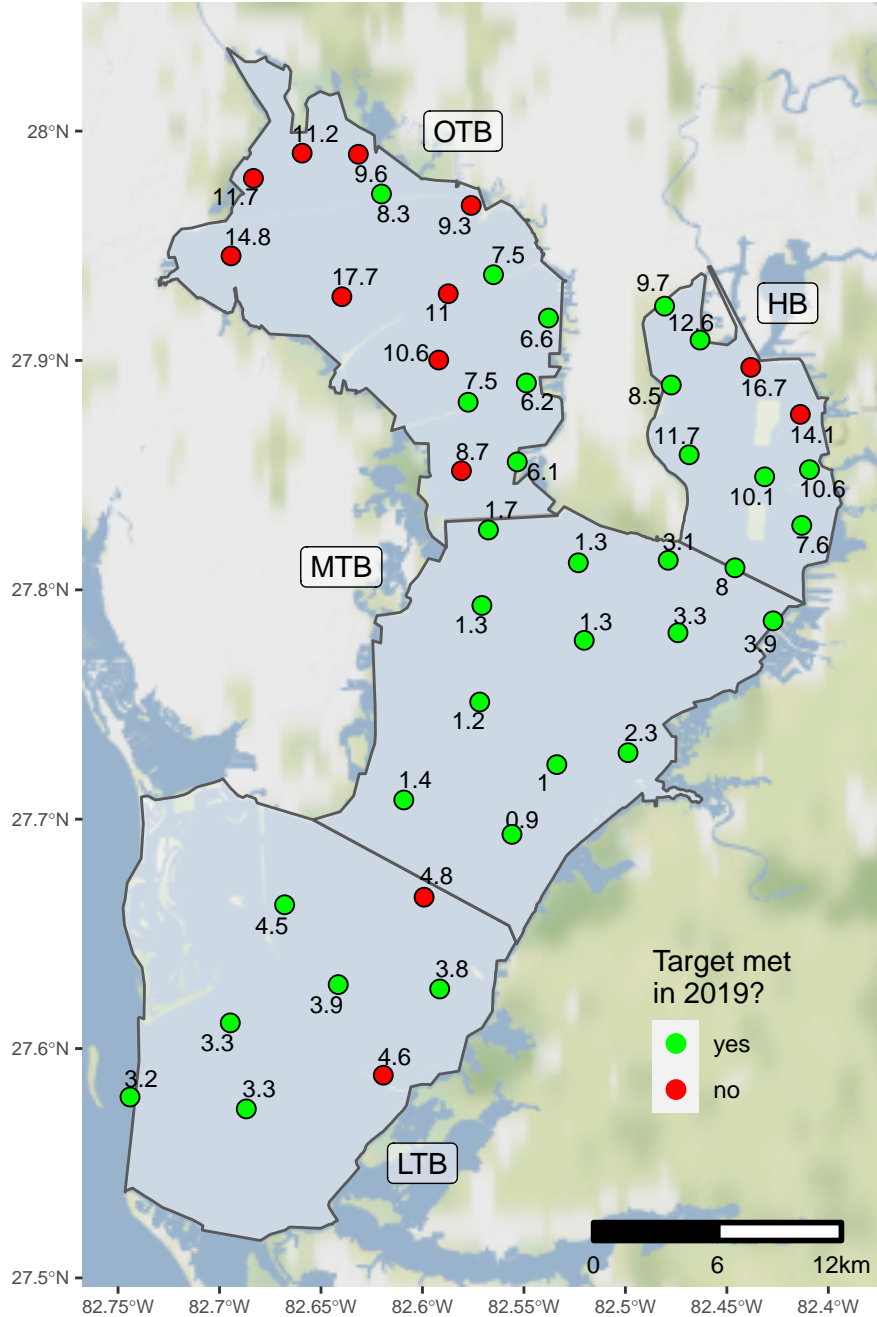 28°N
27.9°N
27.8°N
27.7°N
27.6°N
27.5°N
OTB
11.2
9.6
11.7
8.3
9.3
14.8
7.5
17.7
11
6.6
10.6
7.5
6.2
8.7
6.1
HB
9.7
12.6
16.7
8.5
14.1
11.7
10.1
10.6
7.6
8
MTB
1.7
1.3
3.1
1.3
1.3
3.3
3.9
1.2
2.3
1
1.4
0.9
4.8
4.5
3.8
3.9
3.3
4.6
3.2
3.3
LTB
Target met
in 2019?
yes
no
0 6 12km
82.75°W 82.7°W 82.65°W 82.6°W 82.55°W 82.5°W 82.45°W 82.4°W